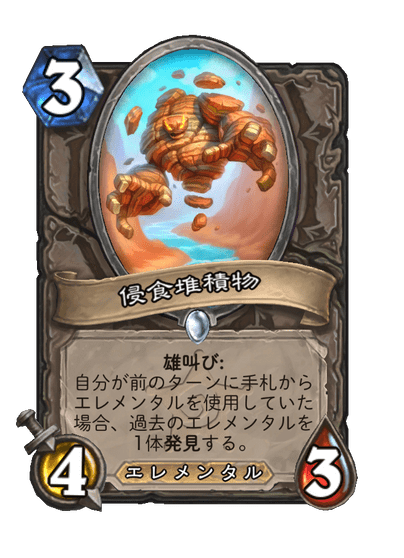 3
侵食堆積物
雄叫び:
自分が前のターンに手札から
エレメンタルを使用していた
場合、過去のエレメンタルを
1体発見する。
4
エレメンタル
3